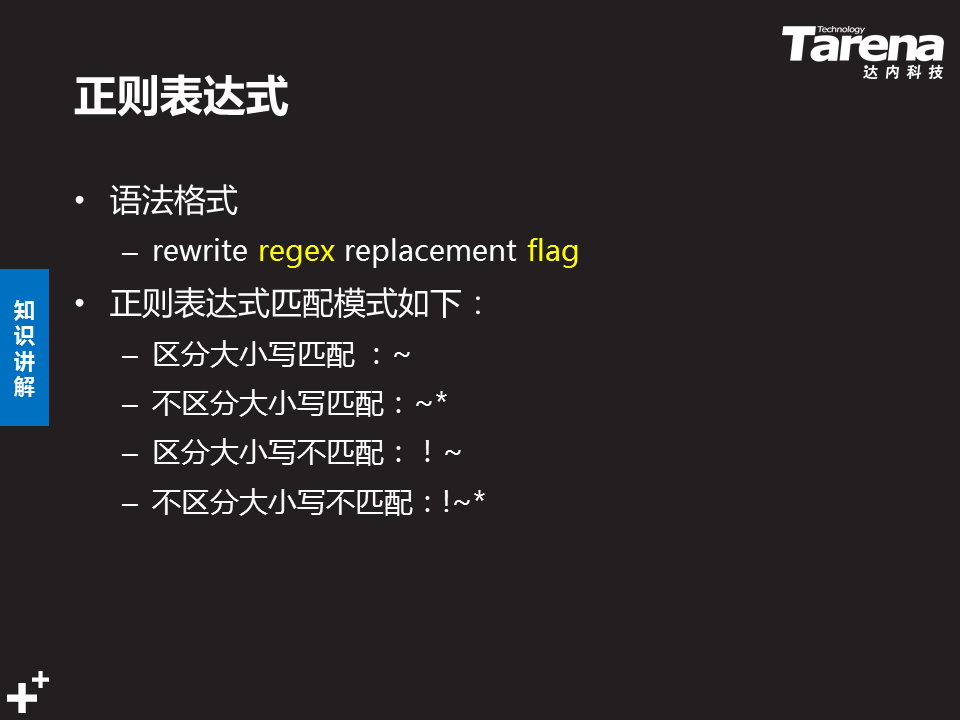 Technology
Tarena
达内科技
正则表达式
• 语法格式
– rewrite regex replacement flag
• 正则表达式匹配模式如下：
– 区分大小写匹配 ：~
– 不区分大小写匹配：~*
– 区分大小写不匹配：！~
– 不区分大小写不匹配：!~*
知识讲解